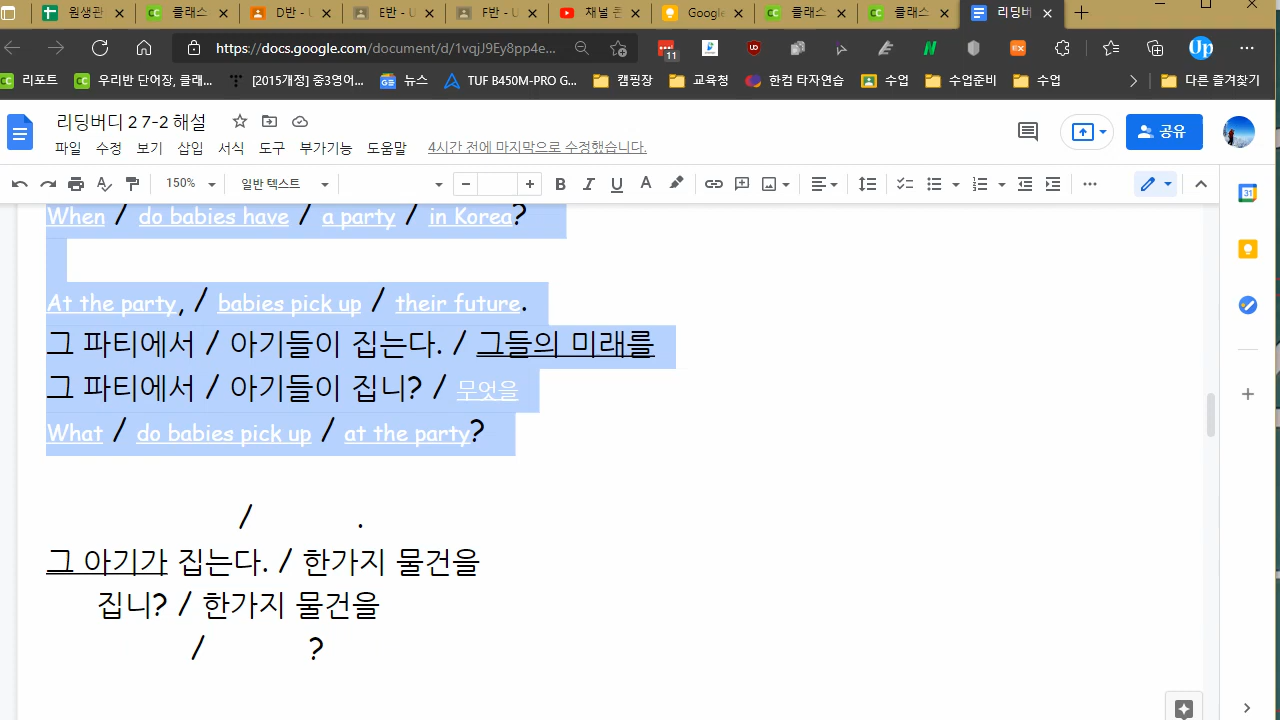 원생관
클래스
D반 - U
E반 - U
F반 - U
채널 콘
Google
클래스
클래스
리딩버
https://docs.google.com/document/d/1vqjJ9Ey8pp4e...
11
Up
리포트
우리반 단어장, 클래...
[2015개정] 중3영어...
뉴스
TUF B450M-PRO G...
캠핑장
교육청
한컴 타자연습
수업
수업준비
수업
다른 즐겨찾기
리딩버디 2 7-2 해설
파일 수정 보기 삽입 서식 도구 부가기능 도움말 4시간 전에 마지막으로 수정했습니다.
공유
150% 일반 텍스트
When / do babies have / a party / in Korea?
At the party, / babies pick up / their future.
그 파티에서 / 아기들이 집는다. / 그들의 미래를
그 파티에서 / 아기들이 집니? / 무엇을
What / do babies pick up / at the party?
/ .
그 아기가 집는다. / 한가지 물건을
집니? / 한가지 물건을
/ ?